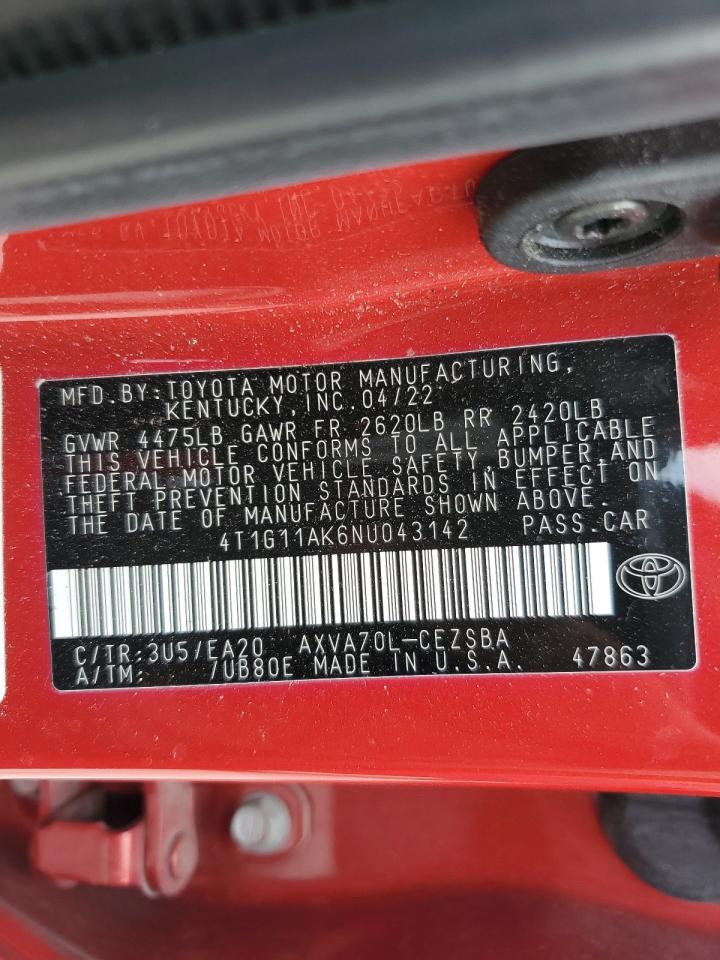 MFD. BY: TOYOTA MOTOR MANUFACTURING,
KENTUCKY, INC. 04/22
GVWR 4475LB GAWR FR 2620LB RR 2420LB
THIS VEHICLE CONFORMS TO ALL APPLICABLE
FEDERAL MOTOR VEHICLE SAFETY, BUMPER, AND
THEFT PREVENTION STANDARDS IN EFFECT ON
THE DATE OF MANUFACTURE SHOWN ABOVE.
4T1G11AK6NU043142 PASS. CAR
C/TR: 3U5/EA20 AXVA70L-CEZSBA
A/TM: /UB80E MADE IN U.S.A. 47863